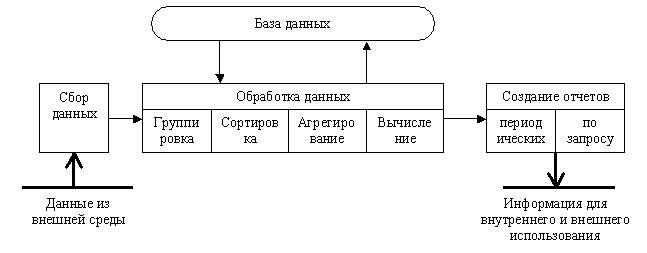 База данных
Сбор
данных
Обработка данных
Группи
ровка
Сортиров
ка
Агрегиро
вание
Вычисле
ние
Создание отчетов
период
ических
по
запросу
Данные из
внешней среды
Информация для
внутреннего и внешнего
использования